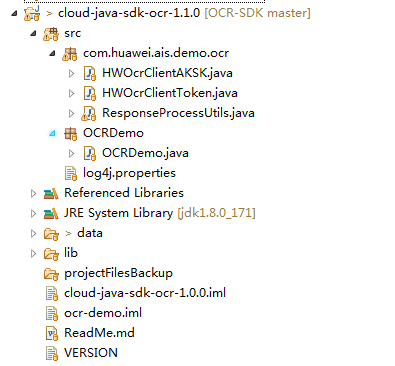 > cloud-java-sdk-ocr-1.1.0 [OCR-SDK master]
src
com.huawei.ais.demo.ocr
HWOcrClientAKSK.java
HWOcrClientToken.java
ResponseProcessUtils.java
OCRDemo
OCRDemo.java
log4j.properties
Referenced Libraries
JRE System Library [jdk1.8.0_171]
> data
lib
projectFilesBackup
cloud-java-sdk-ocr-1.0.0.iml
ocr-demo.iml
ReadMe.md
VERSION